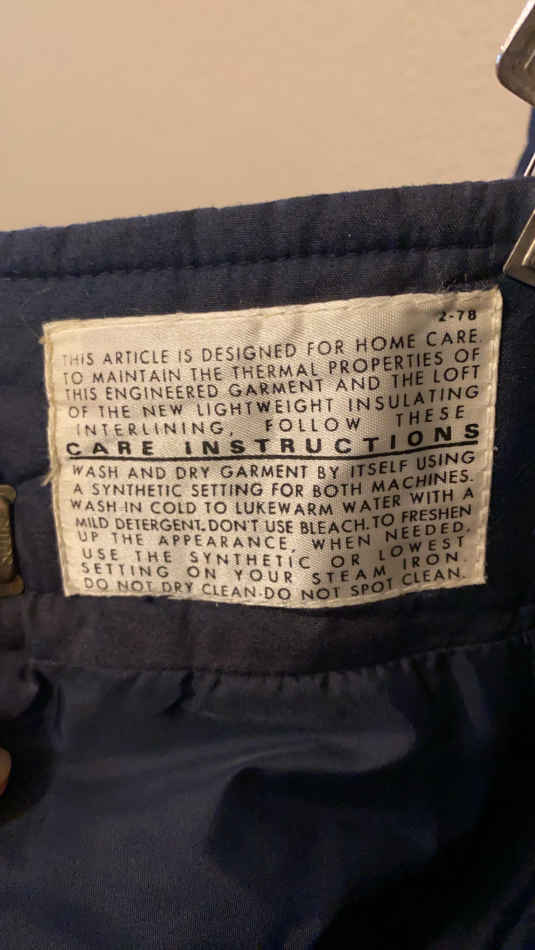 2-78
THIS ARTICLE IS DESIGNED FOR HOME CARE.
TO MAINTAIN THE THERMAL PROPERTIES OF
THIS ENGINEERED GARMENT AND THE LOFT
OF THE NEW LIGHTWEIGHT INSULATING
INTERLINING, FOLLOW THESE
CARE INSTRUCTIONS
WASH AND DRY GARMENT BY ITSELF USING
A SYNTHETIC SETTING FOR BOTH MACHINES.
WASH IN COLD TO LUKEWARM WATER WITH A
MILD DETERGENT. DON'T USE BLEACH. TO FRESHEN
UP THE APPEARANCE, WHEN NEEDED,
USE THE SYNTHETIC OR LOWEST
SETTING ON YOUR STEAM IRON.
DO NOT DRY CLEAN·DO NOT SPOT CLEAN.